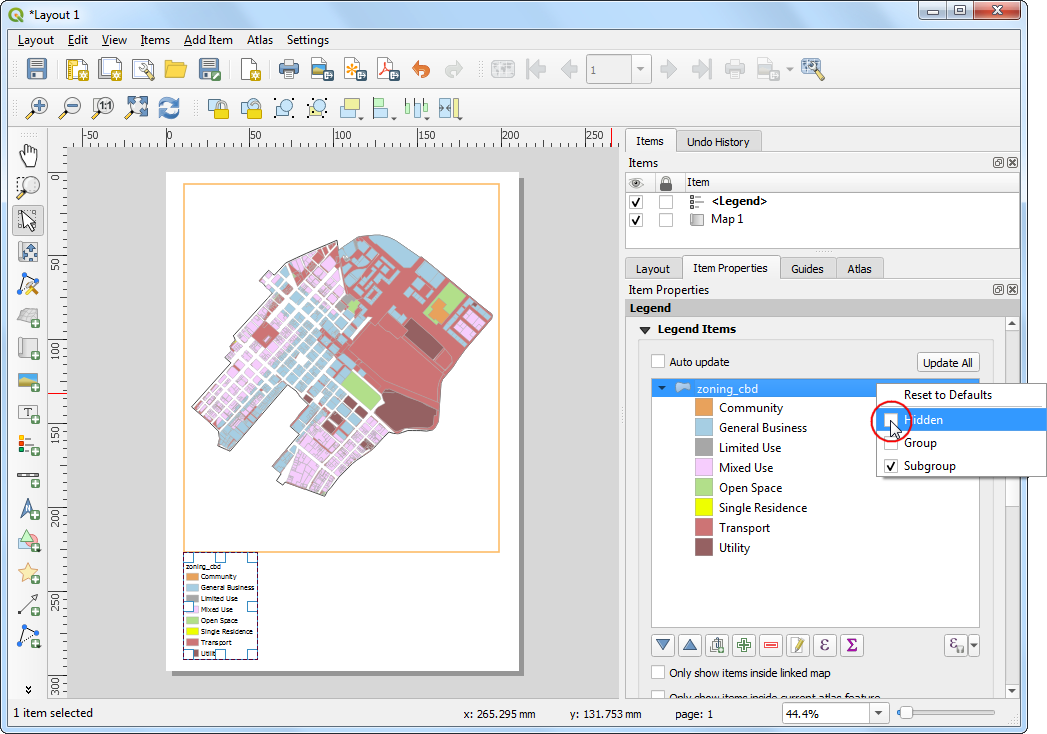 *Layout 1
Layout Edit View Items Add Item Atlas Settings
1:1
1
-50 0 50 100 150 200 250
0
50
100
150
200
250
300
Items Undo History
Items
Item
<Legend>
Map 1
Layout Item Properties Guides Atlas
Item Properties
Legend
Legend Items
Auto update Update All
zoning_cbd
Community
General Business
Limited Use
Mixed Use
Open Space
Single Residence
Transport
Utility
Reset to Defaults
Hidden
Group
Subgroup
zoning_cbd
Community
General Business
Limited Use
Mixed Use
Open Space
Single Residence
Transport
Utility
ε Σ ε
Only show items inside linked map
Only show items inside current atlas feature
1 item selected x: 265.295 mm y: 131.753 mm page: 1 44.4%